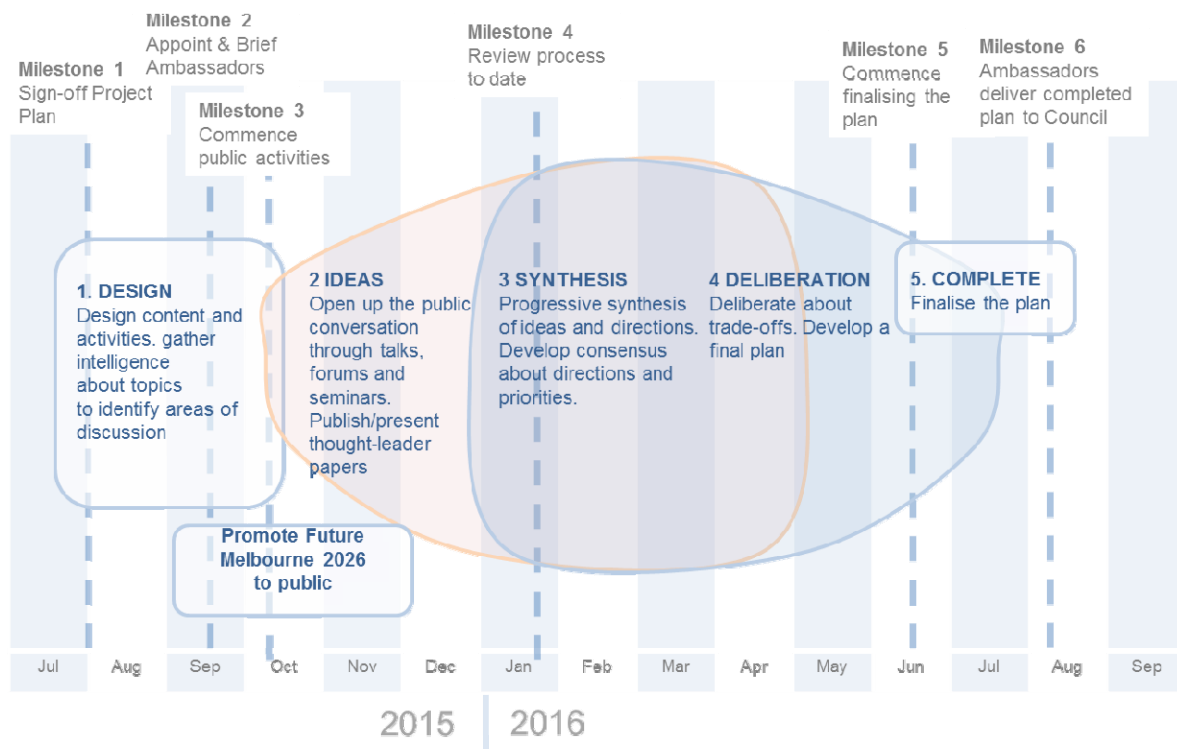 Milestone 1
Sign-off Project
Plan
Milestone 2
Appoint & Brief
Ambassadors
Milestone 3
Commence
public activities
Milestone 4
Review process
to date
Milestone 5
Commence
finalising the
plan
Milestone 6
Ambassadors
deliver completed
plan to Council
1. DESIGN
Design content and
activities. gather
intelligence
about topics
to identify areas of
discussion
2 IDEAS
Open up the public
conversation
through talks,
forums and
seminars.
Publish/present
thought-leader
papers
3 SYNTHESIS
Progressive synthesis
of ideas and directions.
Develop consensus
about directions and
priorities.
4 DELIBERATION
Deliberate about
trade-offs. Develop a
final plan
5. COMPLETE
Finalise the plan
Promote Future
Melbourne 2026
to public
Jul Aug Sep Oct Nov Dec Jan Feb Mar Apr May Jun Jul Aug Sep
2015 2016